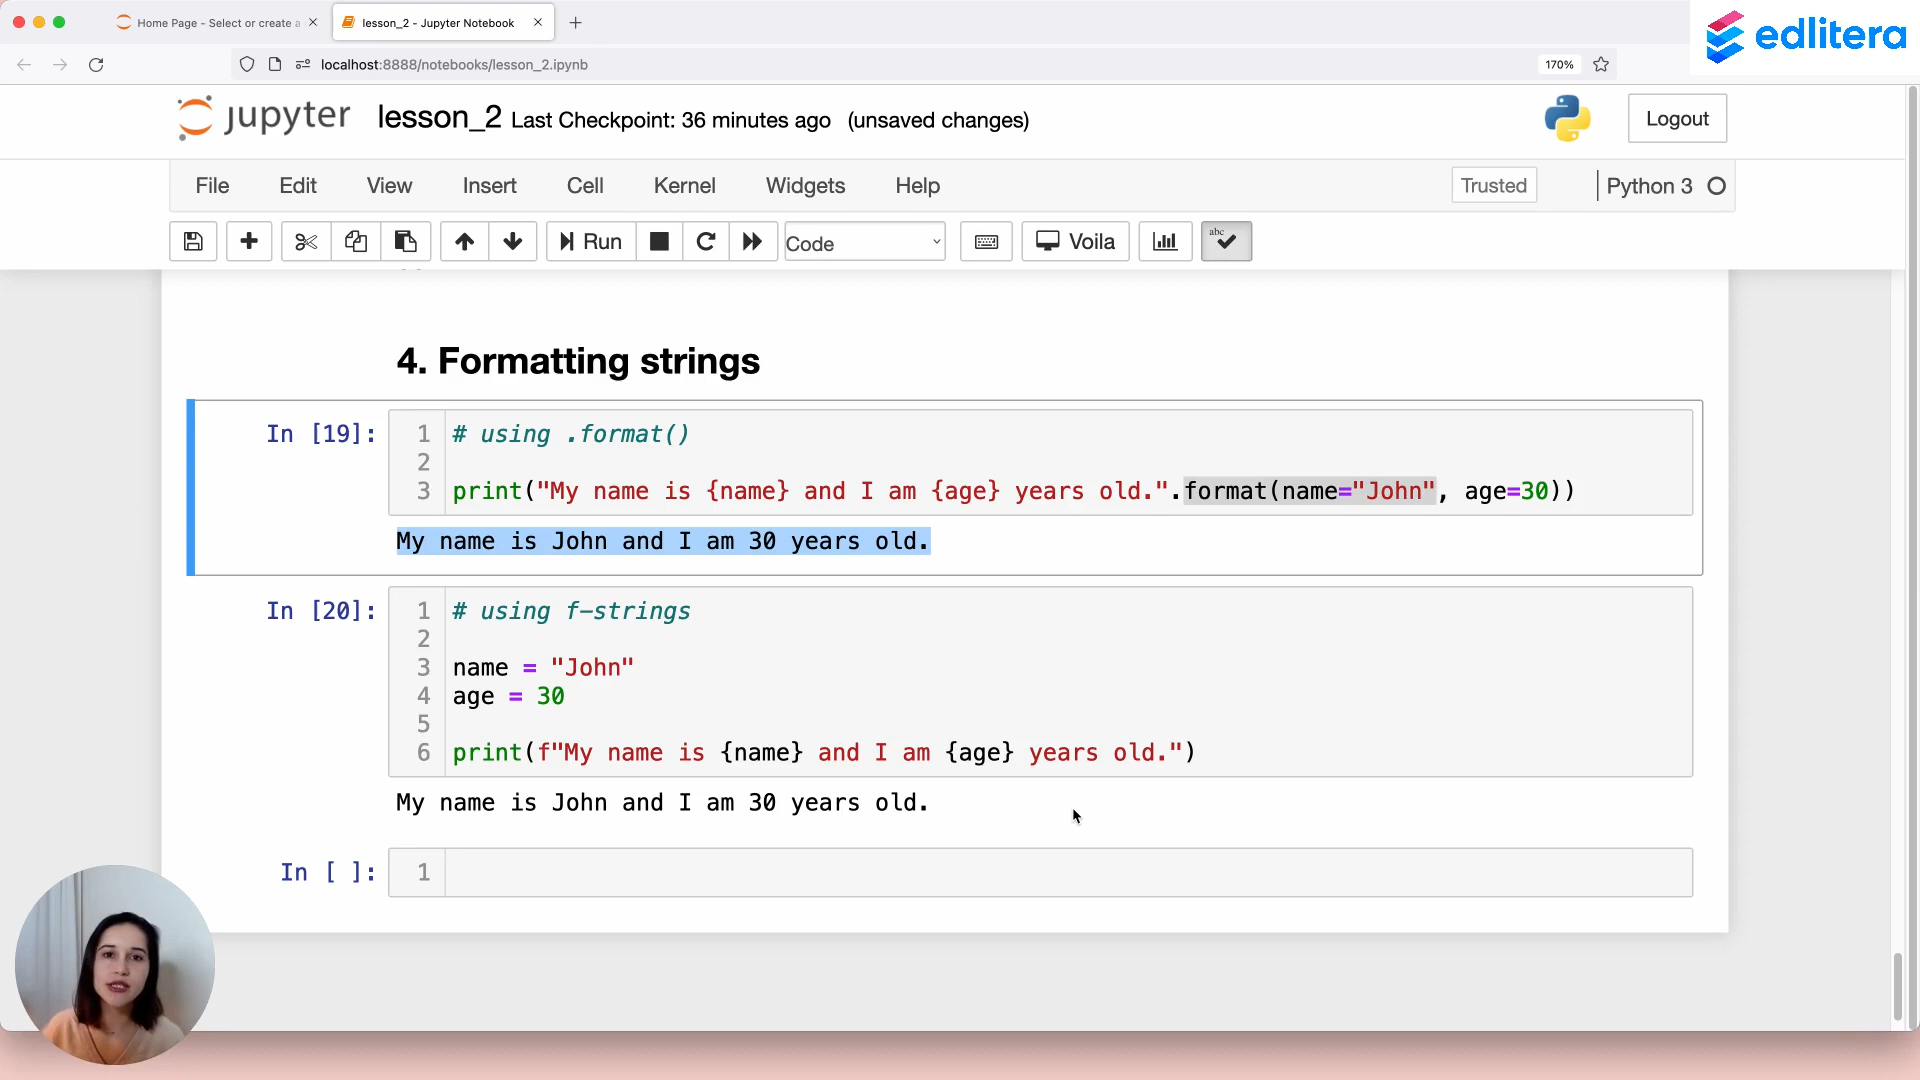 Home Page - Select or create a
lesson_2 - Jupyter Notebook
edlitera
localhost:8888/notebooks/lesson_2.ipynb
170%
jupyter lesson_2 Last Checkpoint: 36 minutes ago (unsaved changes)
Logout
File Edit View Insert Cell Kernel Widgets Help
Trusted
Python 3
Run
Code
Voila
abc
4. Formatting strings
In [19]:
1 # using .format()
2
3 print("My name is {name} and I am {age} years old.".format(name="John", age=30))
My name is John and I am 30 years old.
In [20]:
1 # using f-strings
2
3 name = "John"
4 age = 30
5
6 print(f"My name is {name} and I am {age} years old.")
My name is John and I am 30 years old.
In [ ]:
1